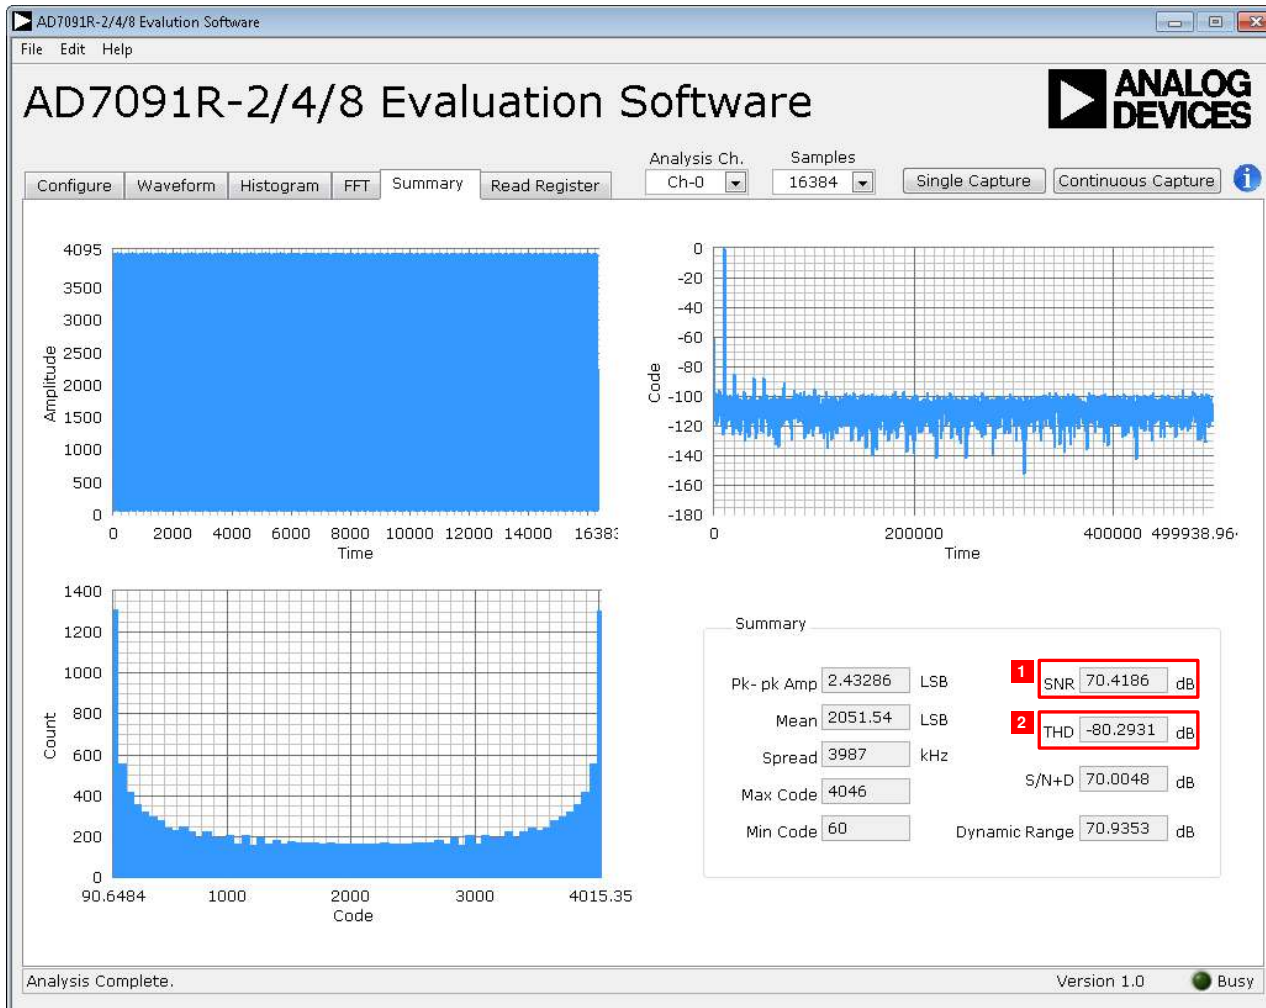 AD7091R-2/4/8 Evalution Software
File Edit Help
AD7091R-2/4/8 Evaluation Software
ANALOG
DEVICES
Analysis Ch. Samples
Configure Waveform Histogram FFT Summary Read Register Ch-0 16384 Single Capture Continuous Capture i
4095
3500
3000
2500
2000
1500
1000
500
0
Amplitude
0 2000 4000 6000 8000 10000 12000 14000 16383
Time
0
-20
-40
-60
-80
-100
-120
-140
-160
-180
Code
0 200000 400000 499938.96
Time
1400
1200
1000
800
600
400
200
0
Count
90.6484 1000 2000 3000 4015.35
Code
Summary
Pk- pk Amp 2.43286 LSB
1 SNR 70.4186 dB
Mean 2051.54 LSB
2 THD -80.2931 dB
Spread 3987 kHz
S/N+D 70.0048 dB
Max Code 4046
Min Code 60
Dynamic Range 70.9353 dB
Analysis Complete. Version 1.0 Busy